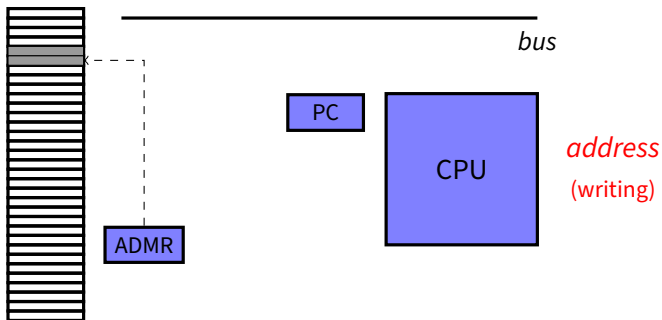 bus
PC
CPU
address
(writing)
ADMR